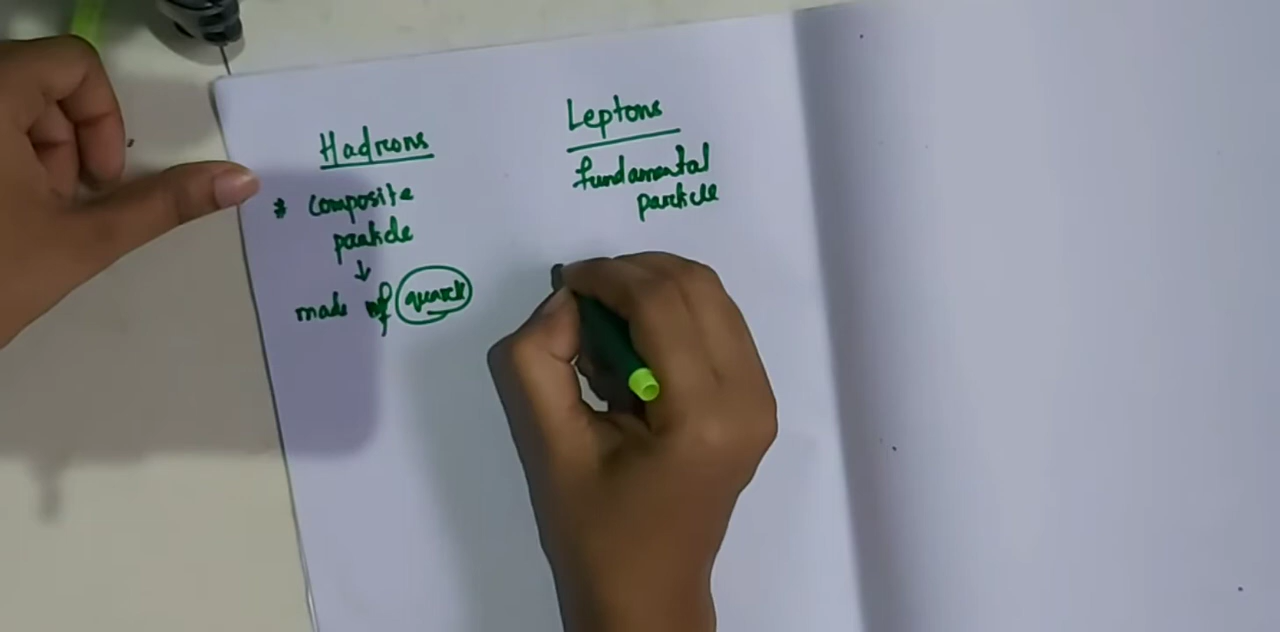 Hadrons
* composite
particle
↓
made of quark
Leptons
fundamental
particle